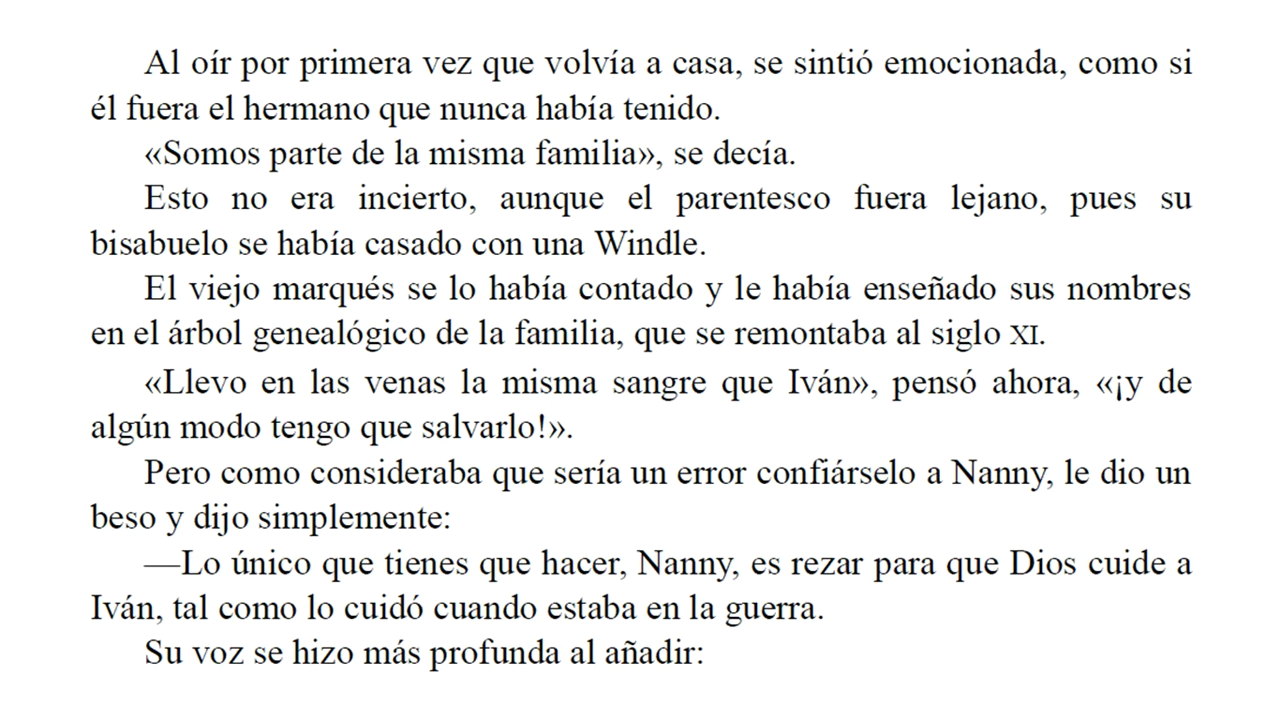 Al oír por primera vez que volvía a casa, se sintió emocionada, como si
él fuera el hermano que nunca había tenido.
«Somos parte de la misma familia», se decía.
Esto no era incierto, aunque el parentesco fuera lejano, pues su
bisabuelo se había casado con una Windle.
El viejo marqués se lo había contado y le había enseñado sus nombres
en el árbol genealógico de la familia, que se remontaba al siglo XI.
«Llevo en las venas la misma sangre que Iván», pensó ahora, «¡y de
algún modo tengo que salvarlo!».
Pero como consideraba que sería un error confiárselo a Nanny, le dio un
beso y dijo simplemente:
—Lo único que tienes que hacer, Nanny, es rezar para que Dios cuide a
Iván, tal como lo cuidó cuando estaba en la guerra.
Su voz se hizo más profunda al añadir: